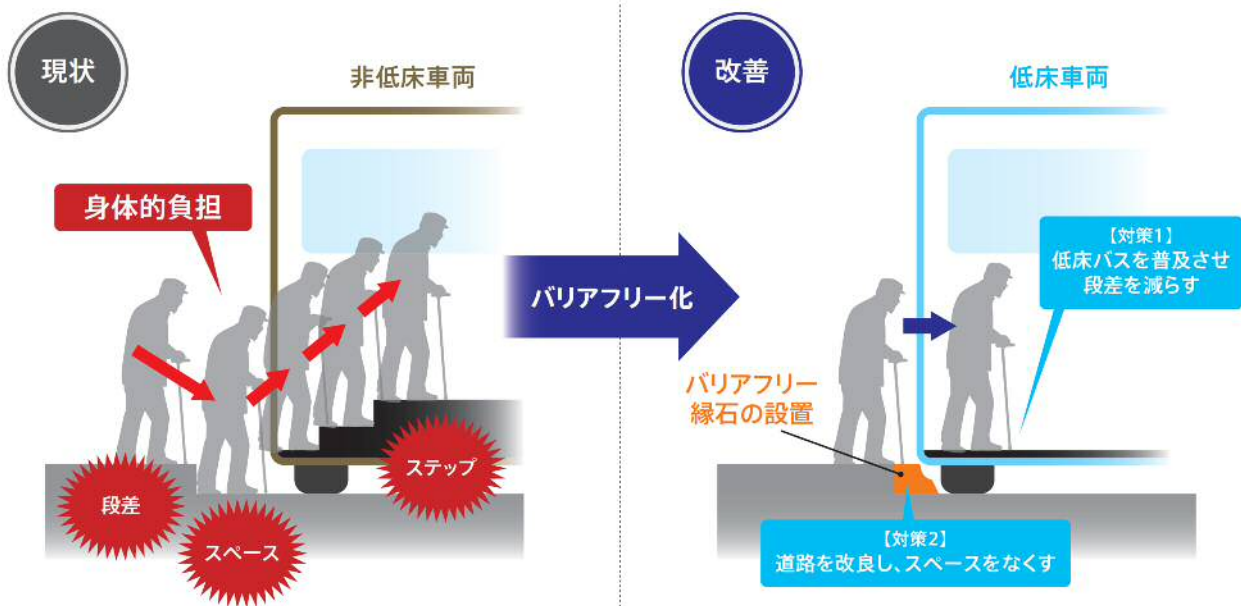 現状
非低床車両
身体的負担
段差
スペース
ステップ
バリアフリー化
改善
低床車両
【対策1】
低床バスを普及させ
段差を減らす
バリアフリー
縁石の設置
【対策2】
道路を改良し、スペースをなくす